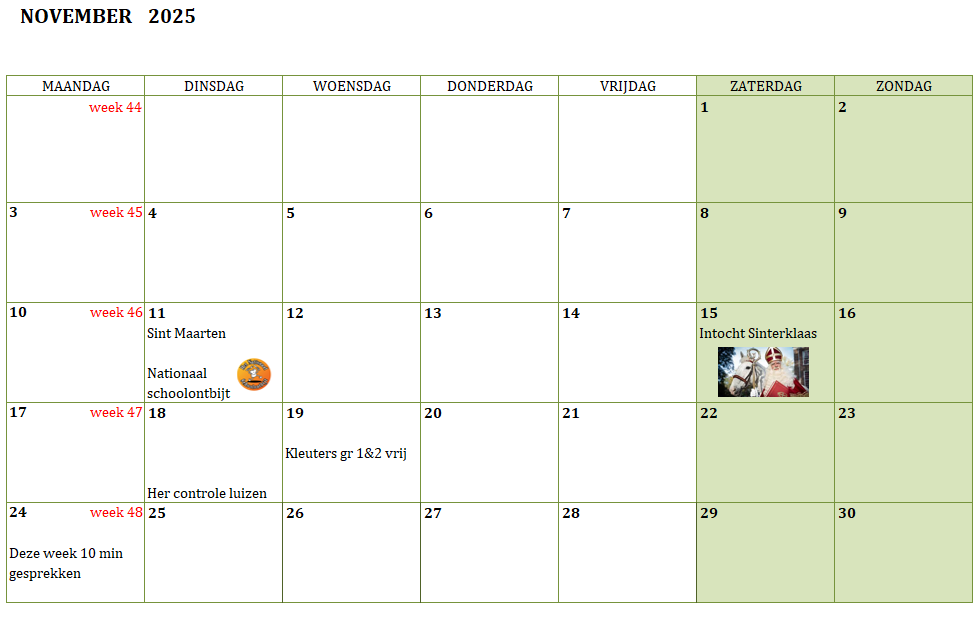 NOVEMBER 2025
MAANDAG DINSDAG WOENSDAG DONDERDAG VRIJDAG ZATERDAG ZONDAG
week 44 1 2
3 week 45 4 5 6 7 8 9
10 week 46 11 12 13 14 15 16
Sint Maarten Intocht Sinterklaas
Nationaal
schoolontbijt
17 week 47 18 19 20 21 22 23
Kleuters gr 1&2 vrij
Her controle luizen
24 week 48 25 26 27 28 29 30
Deze week 10 min
gesprekken